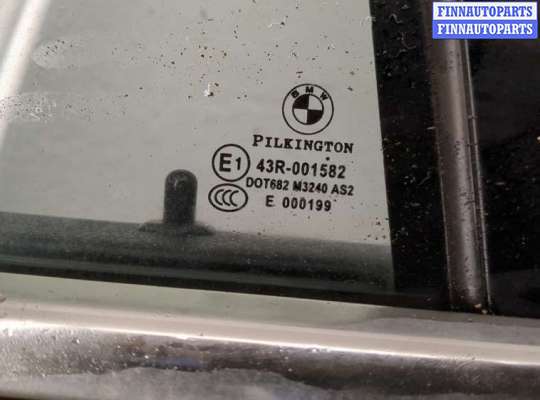 FINNAUTOPARTS
FINNAUTOPARTS
BMW
PILKINGTON
E1 43R-001582
DOT682 M3240 AS2
CCC E 000199